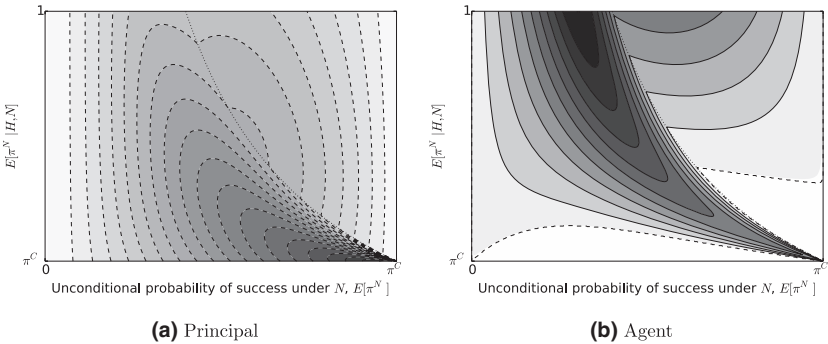 1
E[π^N |H,N]
π^C
0
π^C
Unconditional probability of success under N, E[π^N ]
(a) Principal
1
E[π^N |H,N]
π^C
0
π^C
Unconditional probability of success under N, E[π^N ]
(b) Agent